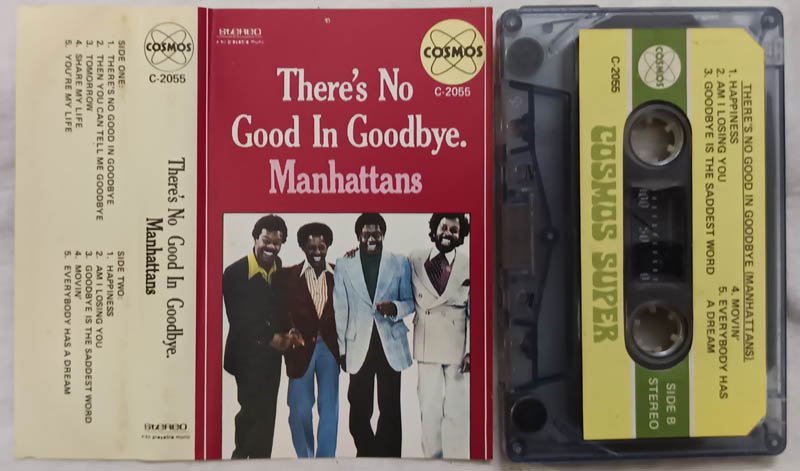 COSMOS
C-2055
SIDE ONE:
1. THERE'S NO GOOD IN GOODBYE
2. THEN YOU CAN TELL ME GOODBYE
3. TOMORROW
4. SHARE MY LIFE
5. YOU'RE MY LIFE
There's No Good In Goodbye.
Manhattans
SIDE TWO:
1. HAPPINESS
2. AM I LOSING YOU
3. GOODBYE IS THE SADDEST WORD
4. MOVIN'
5. EVERYBODY HAS A DREAM
STEREO
STEREO
COSMOS
C-2055
There's No
Good In Goodbye.
Manhattans
COSMOS
C-2055
COSMOS SUPER
THERE'S NO GOOD IN GOODBYE (MANHATTANS)
1. HAPPINESS
2. AM I LOSING YOU
3. GOODBYE IS THE SADDEST WORD
4. MOVIN'
5. EVERYBODY HAS
A DREAM
SIDE B
STEREO
100 50